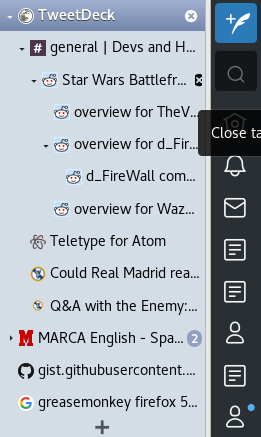 TweetDeck
# general | Devs and H...
Star Wars Battlefr...
overview for TheV...
overview for d_Fir...
d_FireWall com...
overview for Waz...
Teletype for Atom
Could Real Madrid rea...
Q&A with the Enemy:...
M MARCA English - Spa... 2
gist.githubusercontent....
G greasemonkey firefox 5...
Close ta